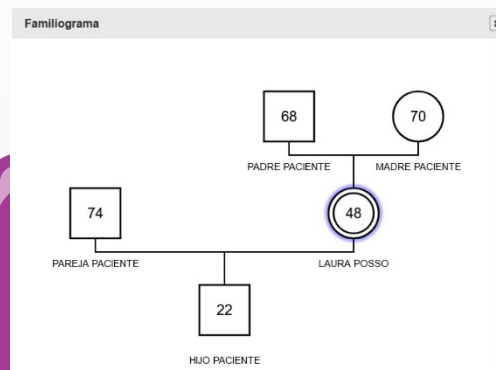 Familiograma
68
70
PADRE PACIENTE
MADRE PACIENTE
74
48
PAREJA PACIENTE
LAURA POSSO
22
HIJO PACIENTE